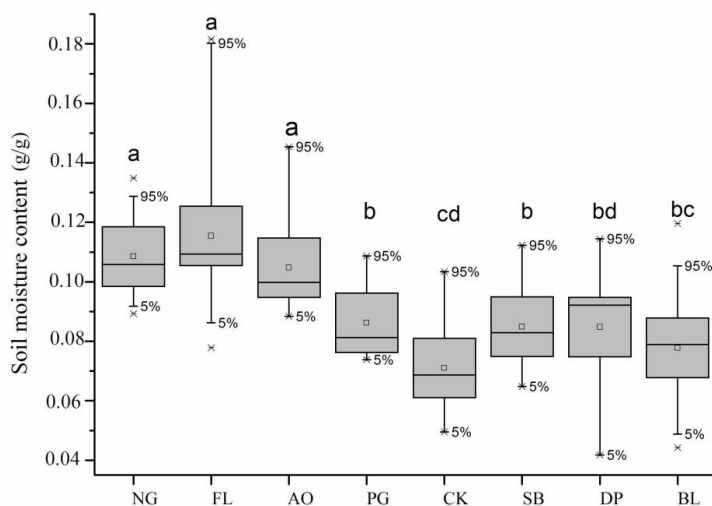 Soil moisture content (g/g)
0.18
0.16
0.14
0.12
0.10
0.08
0.06
0.04
a
95%
5%
a
95%
5%
a
95%
5%
b
95%
5%
cd
95%
5%
b
95%
5%
bd
95%
5%
bc
95%
5%
NG FL AO PG CK SB DP BL